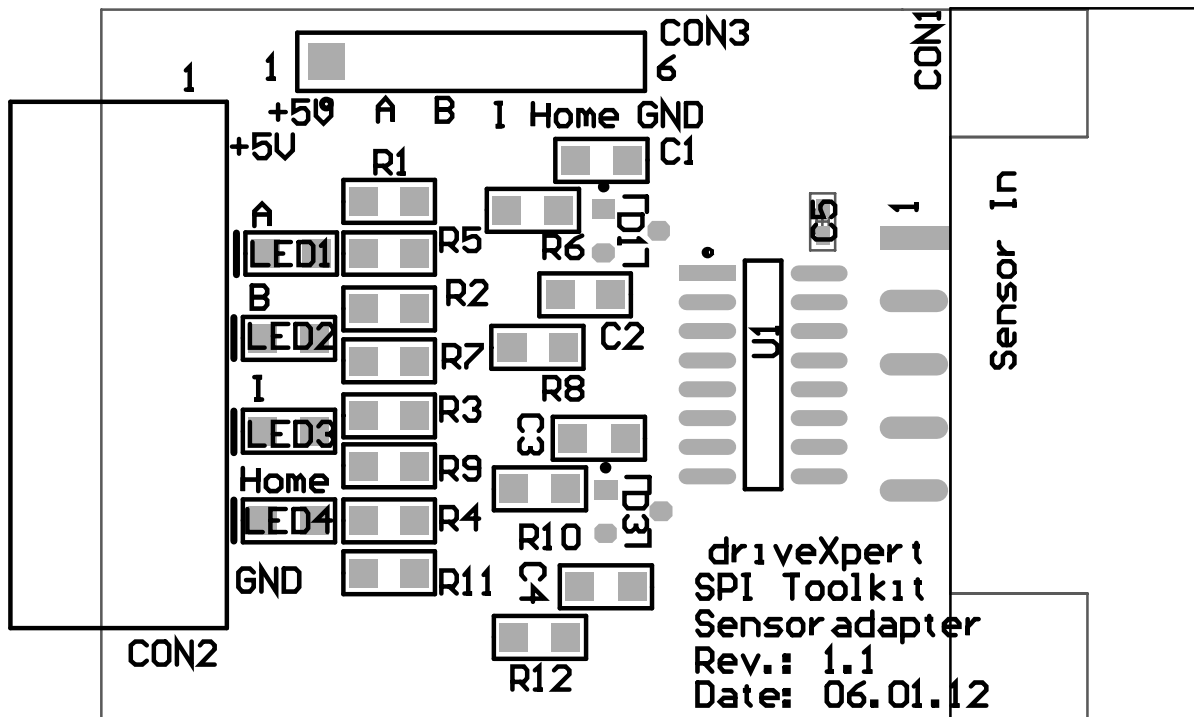 CON3
CON1
1
1
6
+5V A B I Home GND
+5V
C1
R1
A
R5
R6
D1
C5
1
Sensor In
LED1
B
R2
C2
U1
LED2
R7
R8
I
R3
C3
LED3
R9
Home
D3
LED4
R4
R10
GND
R11
C4
CON2
R12
driveXpert
SPI Toolkit
Sensoradapter
Rev.: 1.1
Date: 06.01.12